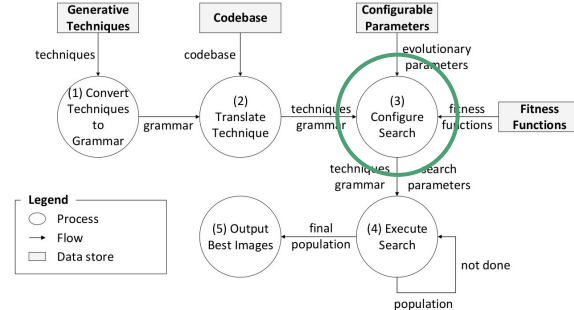 Generative
Techniques
Codebase
Configurable
Parameters
techniques
codebase
evolutionary
parameters
(1) Convert
Techniques
to
Grammar
grammar
(2)
Translate
Technique
techniques
grammar
(3)
Configure
Search
fitness
functions
Fitness
Functions
techniques
grammar
search
parameters
Legend
Process
Flow
Data store
(5) Output
Best Images
final
population
(4) Execute
Search
not done
population